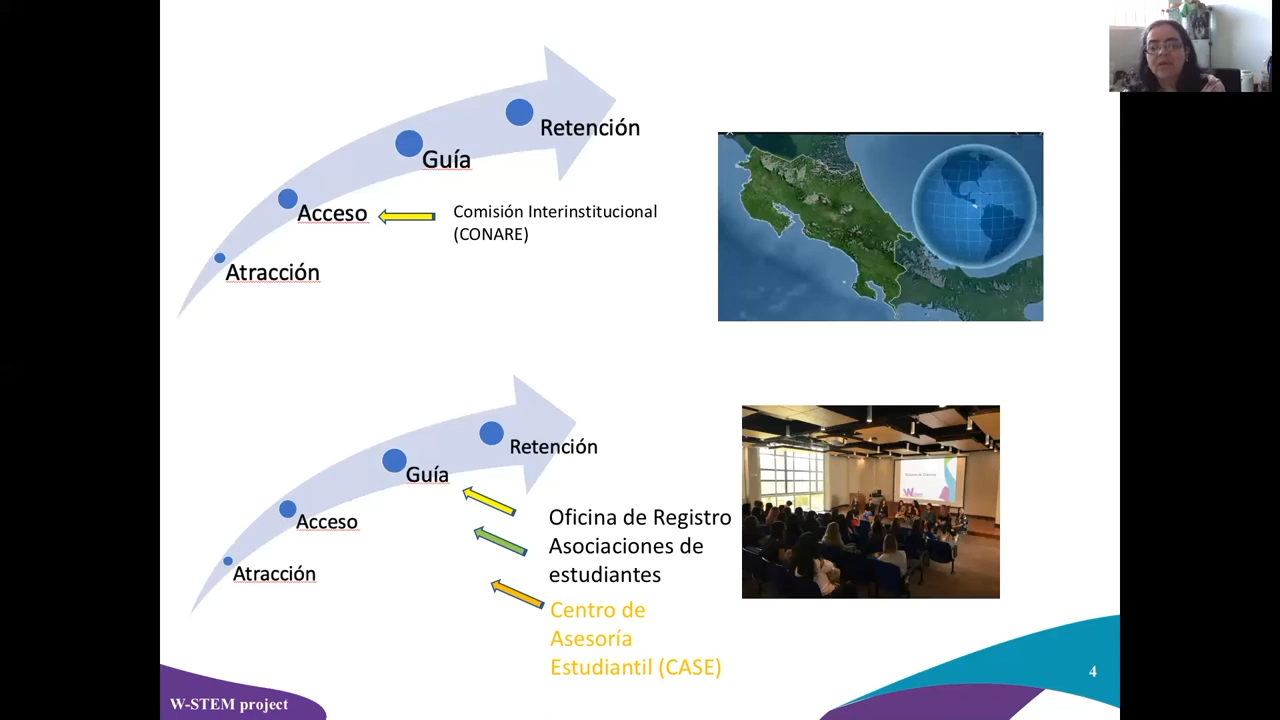 Retención
Guía
Acceso
Comisión Interinstitucional
(CONARE)
Atracción
Retención
Guía
Acceso
Atracción
Oficina de Registro
Asociaciones de
estudiantes
Centro de
Asesoría
Estudiantil (CASE)
W-STEM project
4